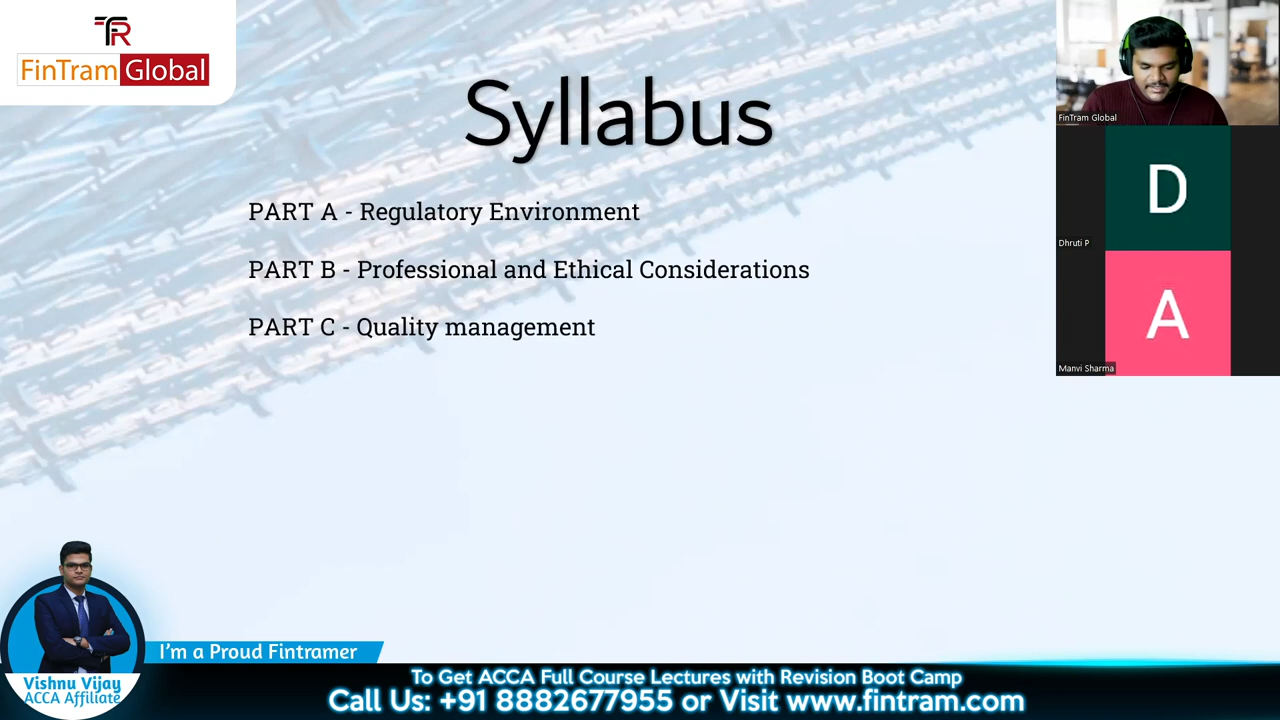 TR
FinTram Global
Syllabus
PART A - Regulatory Environment
PART B - Professional and Ethical Considerations
PART C - Quality management
FinTram Global
D
Dhruti P
A
Manvi Sharma
I'm a Proud Fintramer
Vishnu Vijay
ACCA Affiliate
To Get ACCA Full Course Lectures with Revision Boot Camp
Call Us: +91 8882677955 or Visit www.fintram.com